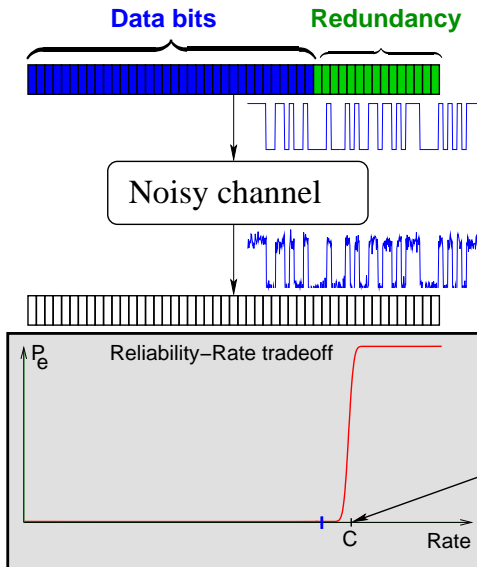 Data bits Redundancy
Noisy channel
Pe Reliability−Rate tradeoff
C Rate